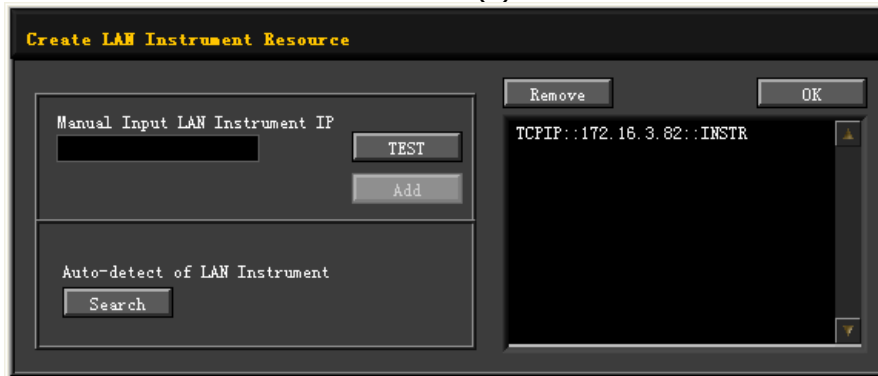 Create LAN Instrument Resource
Manual Input LAN Instrument IP
TEST
Add
Auto-detect of LAN Instrument
Search
Remove
OK
TCPIP::172.16.3.82::INSTR